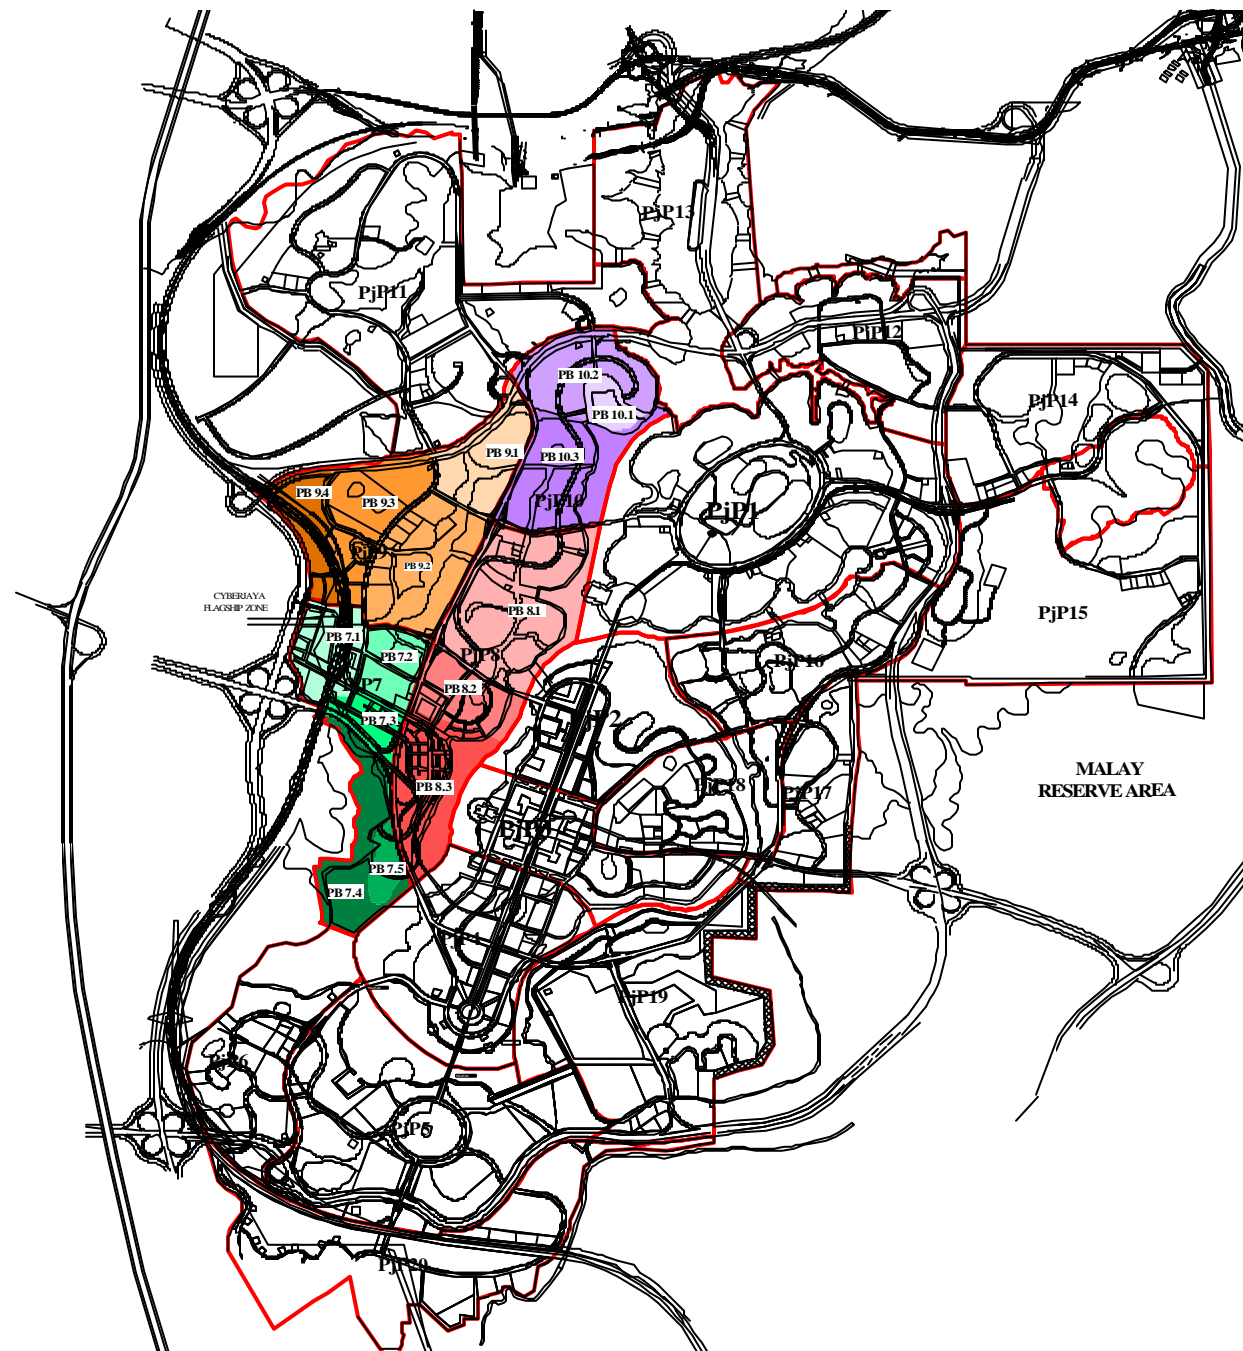 PjP13
PjP11
PjP12
PB 10.2
PjP14
PB 10.1
PB 9.1
PB 10.3
PB 9.4
PB 9.3
PjP10
PjP1
PB 9.2
CYBERJAYA
FLAGSHIP ZONE
PB 8.1
PjP15
PB 7.1
PB 7.2
PjP8
PjP16
PB 8.2
PB 7.3
MALAY
RESERVE AREA
PB 8.3
PjP18
PjP17
PB 7.5
PB 7.4
PjP19
PjP6
PjP5
PjP20